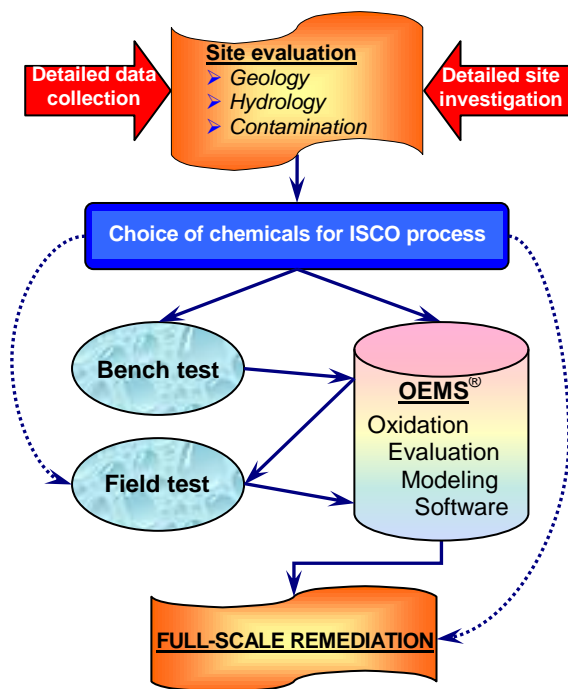 Site evaluation
Detailed data
collection
➢ Geology
➢ Hydrology
➢ Contamination
Detailed site
investigation
Choice of chemicals for ISCO process
Bench test
OEMS®
Oxidation
Evaluation
Modeling
Software
Field test
FULL-SCALE REMEDIATION